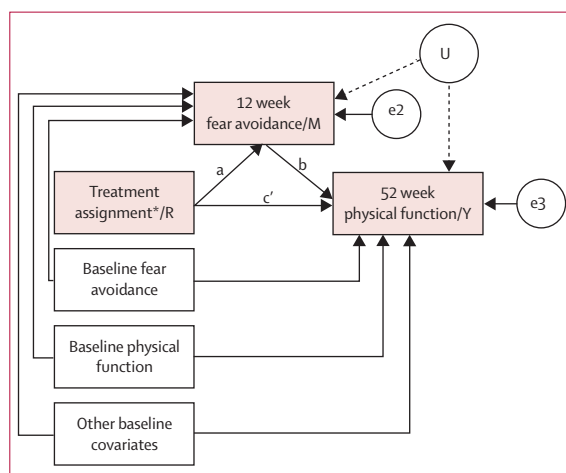 U
12 week
fear avoidance/M
e2
a
b
Treatment
assignment*/R
c’
52 week
physical function/Y
e3
Baseline fear
avoidance
Baseline physical
function
Other baseline
covariates